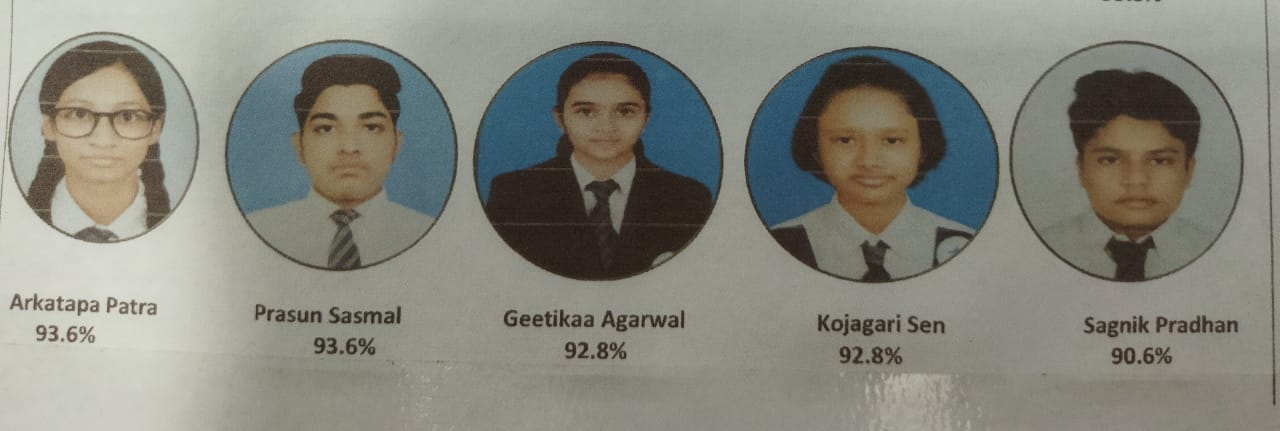 Arkatapa Patra
93.6%
Prasun Sasmal
93.6%
Geetikaa Agarwal
92.8%
Kojagari Sen
92.8%
Sagnik Pradhan
90.6%